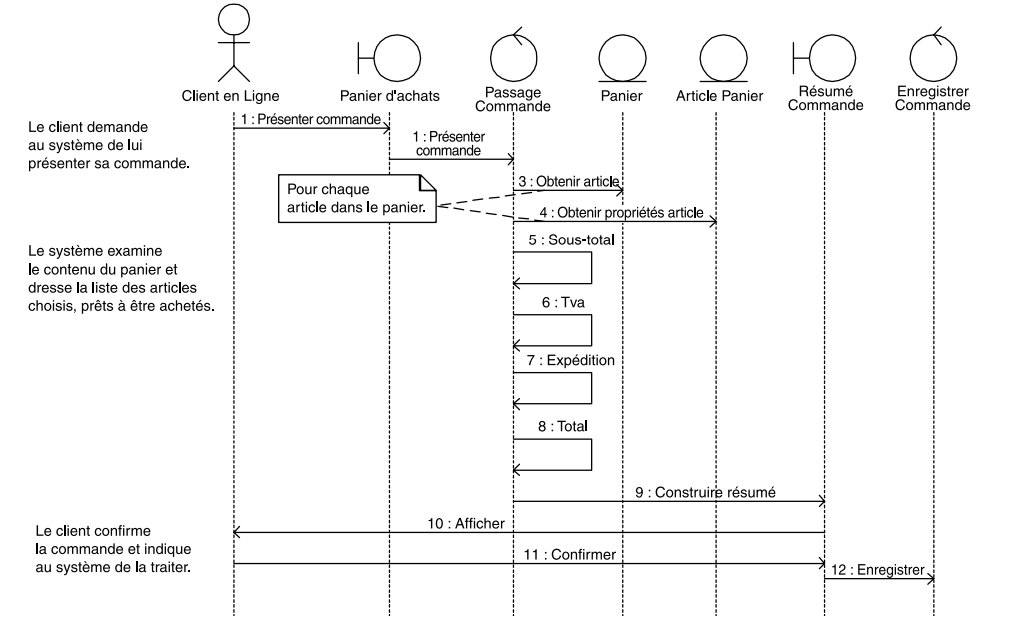 Client en Ligne
Panier d'achats
Passage
Commande
Panier
Article Panier
Résumé
Commande
Enregistrer
Commande
Le client demande
au système de lui
présenter sa commande.
1 : Présenter commande
1 : Présenter
commande
3 : Obtenir article
Pour chaque
article dans le panier.
4 : Obtenir propriétés article
Le système examine
le contenu du panier et
dresse la liste des articles
choisis, prêts à être achetés.
5 : Sous-total
6 : Tva
7 : Expédition
8 : Total
9 : Construire résumé
10 : Afficher
Le client confirme
la commande et indique
au système de la traiter.
11 : Confirmer
12 : Enregistrer